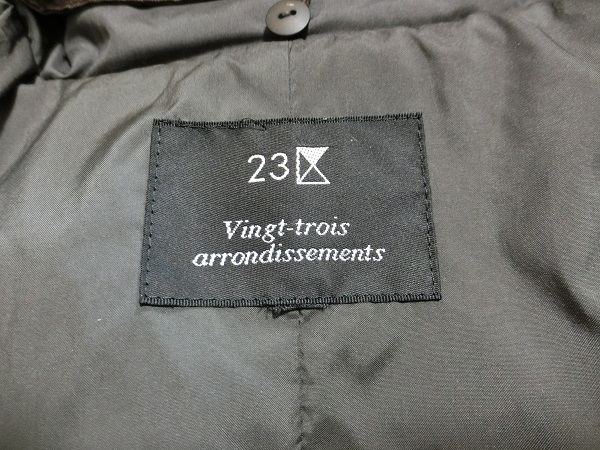 23区
Vingt-trois
arrondissements